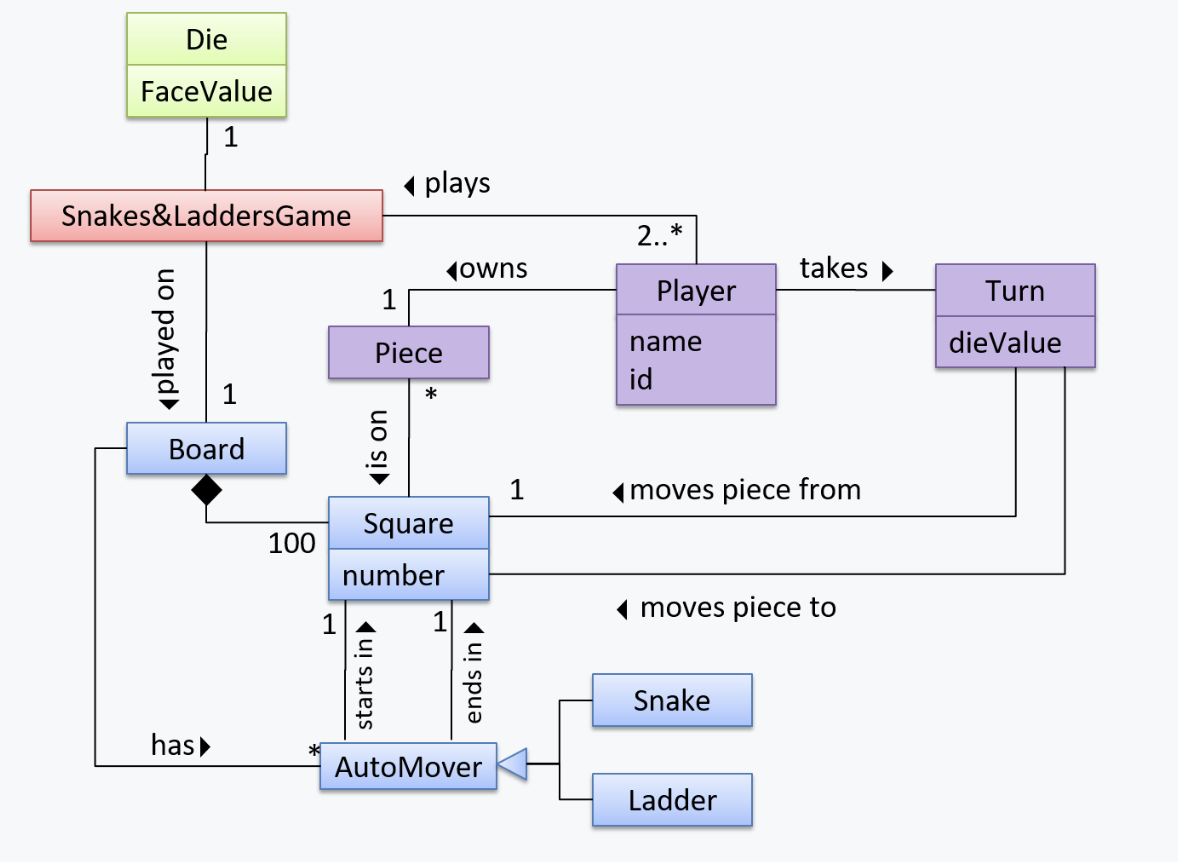 Die
FaceValue
1
Snakes&LaddersGame
plays
2..*
owns
takes
Player
Turn
1
name
id
dieValue
Piece
played on
1
*
is on
Board
1
moves piece from
Square
100
number
moves piece to
1
starts in
1
ends in
Snake
has
*
AutoMover
Ladder